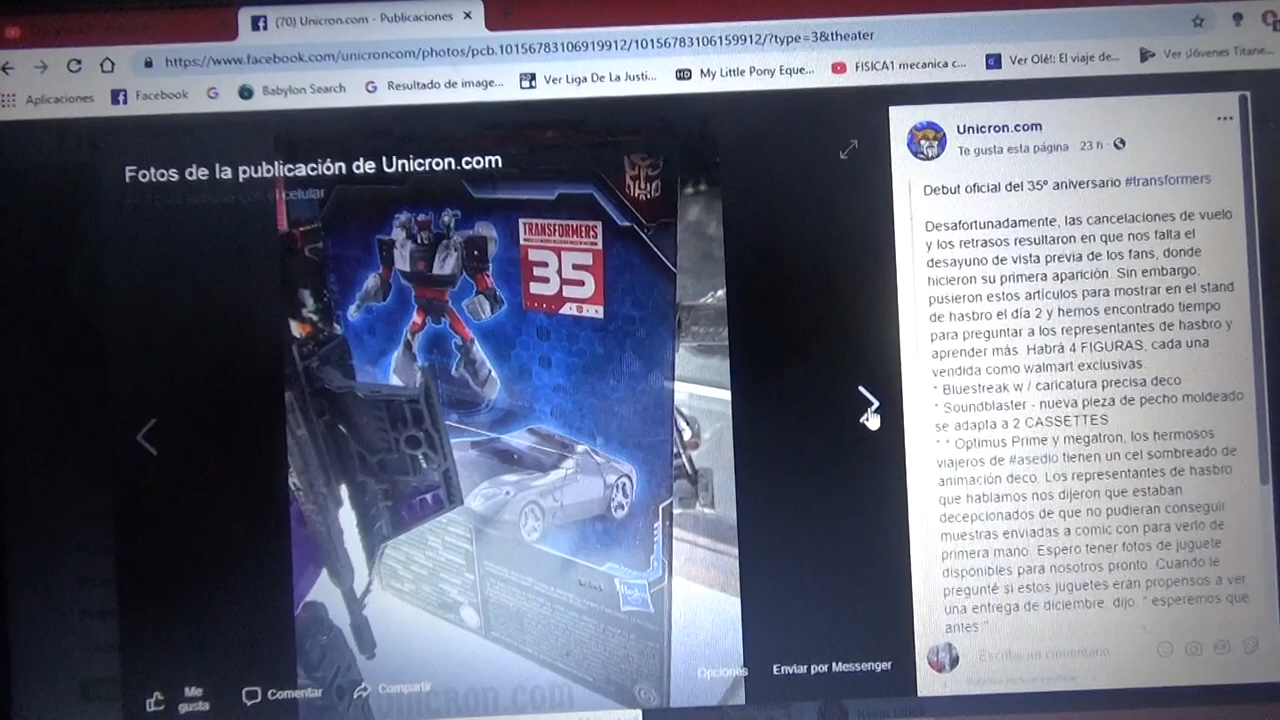 (70) Unicron.com - Publicaciones
https://www.facebook.com/unicroncom/photos/pcb.10156783106919912/10156783106159912/?type=3&theater
Aplicaciones
Facebook
Babylon Search
Resultado de image...
Ver Liga De La Justi...
HD
My Little Pony Eque...
FISICA1 mecanica c...
Ver Olé!: El viaje de...
Ver ¡Jóvenes Titane...
Fotos de la publicación de Unicron.com
celular
TRANSFORMERS
35
Hasbro
Unicron.com
Te gusta esta página 23 h
Debut oficial del 35º aniversario #transformers
Desafortunadamente, las cancelaciones de vuelo
y los retrasos resultaron en que nos falta el
desayuno de vista previa de los fans, donde
hicieron su primera aparición. Sin embargo,
pusieron estos artículos para mostrar en el stand
de hasbro el día 2 y hemos encontrado tiempo
para preguntar a los representantes de hasbro y
aprender más. Habrá 4 FIGURAS, cada una
vendida como walmart exclusivas.
* Bluestreak w / caricatura precisa deco
* Soundblaster - nueva pieza de pecho moldeado
se adapta a 2 CASSETTES
* * Optimus Prime y megatron, los hermosos
viajeros de #asedio tienen un cel sombreado de
animación deco. Los representantes de hasbro
que hablamos nos dijeron que estaban
decepcionados de que no pudieran conseguir
muestras enviadas a comic con para verlo de
primera mano. Espero tener fotos de juguete
disponibles para nosotros pronto. Cuando le
pregunté si estos juguetes eran propensos a ver
una entrega de diciembre, dijo, " esperemos que
antes "
Escribe un comentario
Me gusta
Comentar
Compartir
Opciones
Enviar por Messenger
unicron.com